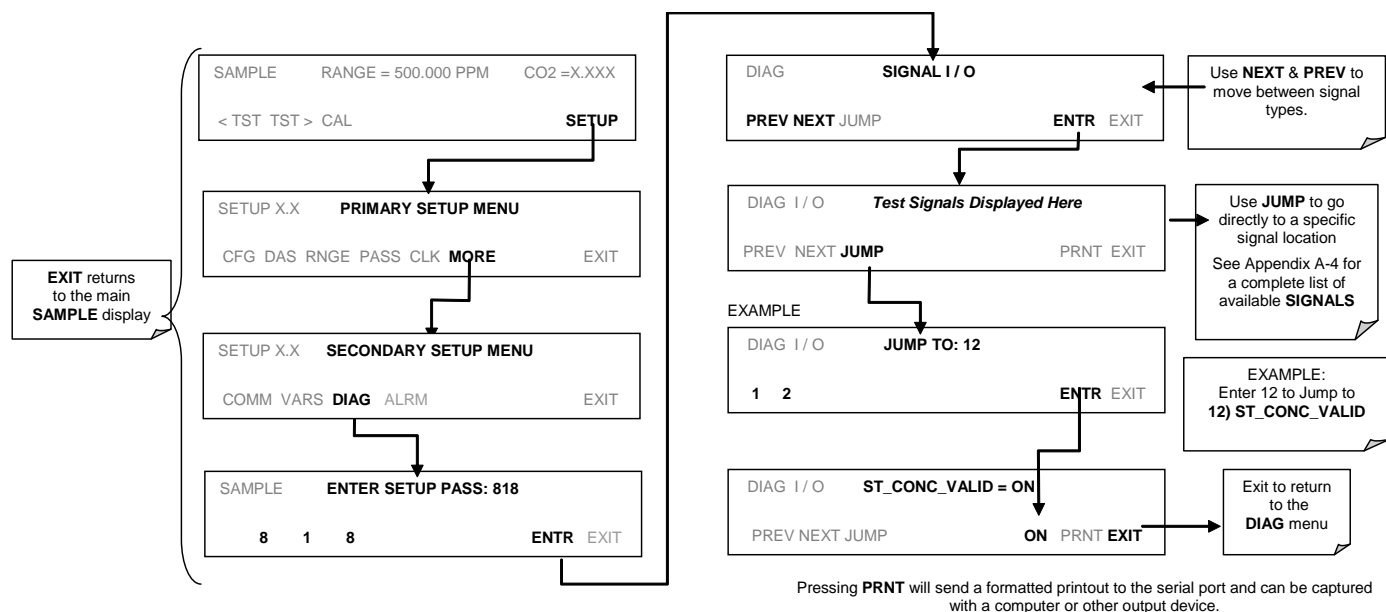 SAMPLE RANGE = 500.000 PPM CO2 =X.XXX
< TST TST > CAL SETUP
SETUP X.X PRIMARY SETUP MENU
CFG DAS RNGE PASS CLK MORE EXIT
EXIT returns
to the main
SAMPLE display
SETUP X.X SECONDARY SETUP MENU
COMM VARS DIAG ALRM EXIT
SAMPLE ENTER SETUP PASS: 818
8 1 8 ENTR EXIT
DIAG SIGNAL I / O
PREV NEXT JUMP ENTR EXIT
Use NEXT & PREV to
move between signal
types.
DIAG I / O Test Signals Displayed Here
PREV NEXT JUMP PRNT EXIT
Use JUMP to go
directly to a specific
signal location
See Appendix A-4 for
a complete list of
available SIGNALS
EXAMPLE
DIAG I / O JUMP TO: 12
1 2 ENTR EXIT
EXAMPLE:
Enter 12 to Jump to
12) ST_CONC_VALID
DIAG I / O ST_CONC_VALID = ON
PREV NEXT JUMP ON PRNT EXIT
Exit to return
to the
DIAG menu
Pressing PRNT will send a formatted printout to the serial port and can be captured
with a computer or other output device.